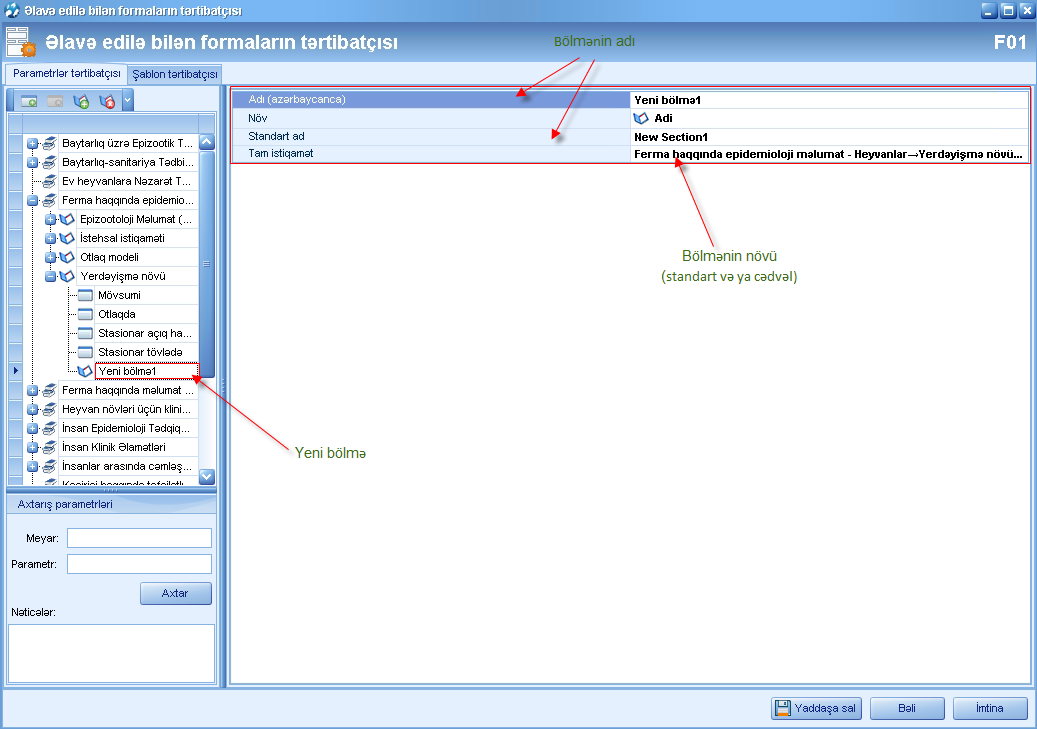 Əlavə edilə bilən formaların tərtibatçısı
Əlavə edilə bilən formaların tərtibatçısı
F01
Parametrlər tərtibatçısı
Şablon tərtibatçısı
Bölmənin adı
Adı (azərbaycanca)
Yeni bölmə1
Növ
Adi
Standart ad
New Section1
Tam istiqamət
Ferma haqqında epidemioloji məlumat - Heyvanlar→Yerdəyişmə növü...
Bölmənin növü
(standart və ya cədvəl)
Baytarlıq üzrə Epizootik T...
Baytarlıq-sanitariya Tədbi...
Ev heyvanlara Nəzarət T...
Ferma haqqında epidemio...
Epizootoloji Məlumat (...
İstehsal istiqaməti
Otlaq modeli
Yerdəyişmə növü
Mövsumi
Otlaqda
Stasionar açıq ha...
Stasionar tövlədə
Yeni bölmə1
Ferma haqqında məlumat ...
Heyvan növləri üçün klini...
İnsan Epidemioloji Tədqiq...
İnsan Klinik Əlamətləri
İnsanlar arasında cəmləş...
Yeni bölmə
Axtarış parametrləri
Meyar:
Parametr:
Axtar
Nəticələr:
Yaddaşa sal
Bəli
İmtina